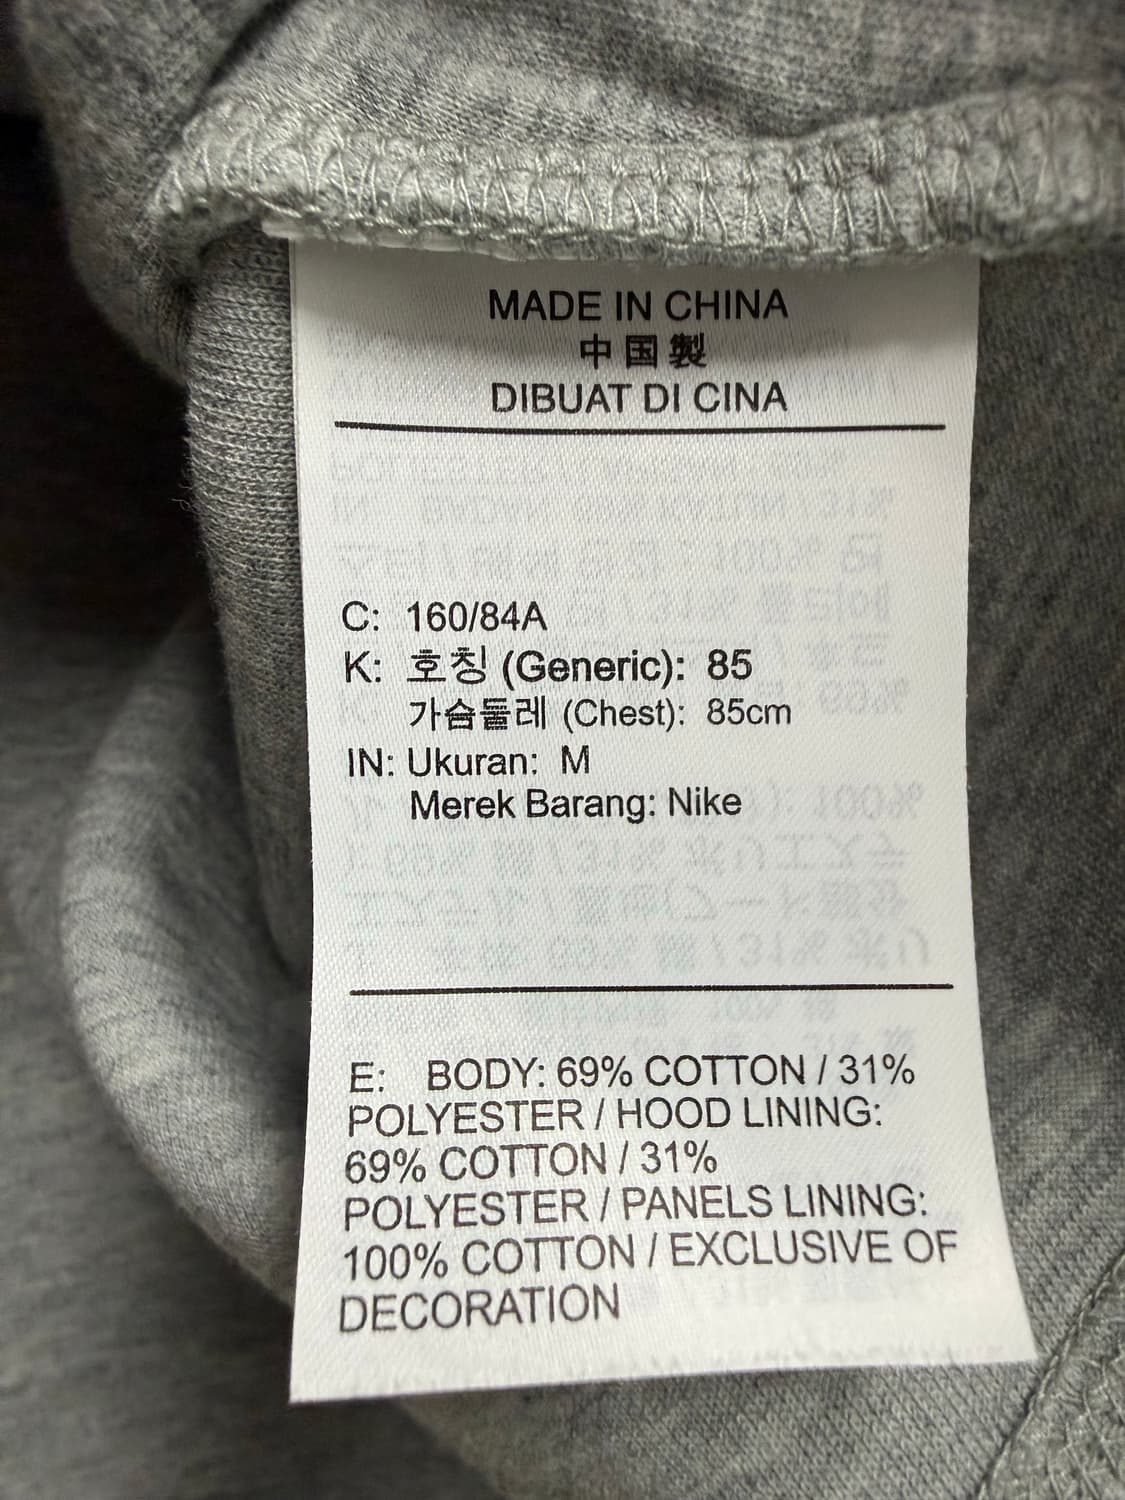 MADE IN CHINA
中国製
DIBUAT DI CINA
C: 160/84A
K: 호칭 (Generic): 85
가슴둘레 (Chest): 85cm
IN: Ukuran: M
Merek Barang: Nike
E: BODY: 69% COTTON / 31%
POLYESTER / HOOD LINING:
69% COTTON / 31%
POLYESTER / PANELS LINING:
100% COTTON / EXCLUSIVE OF
DECORATION